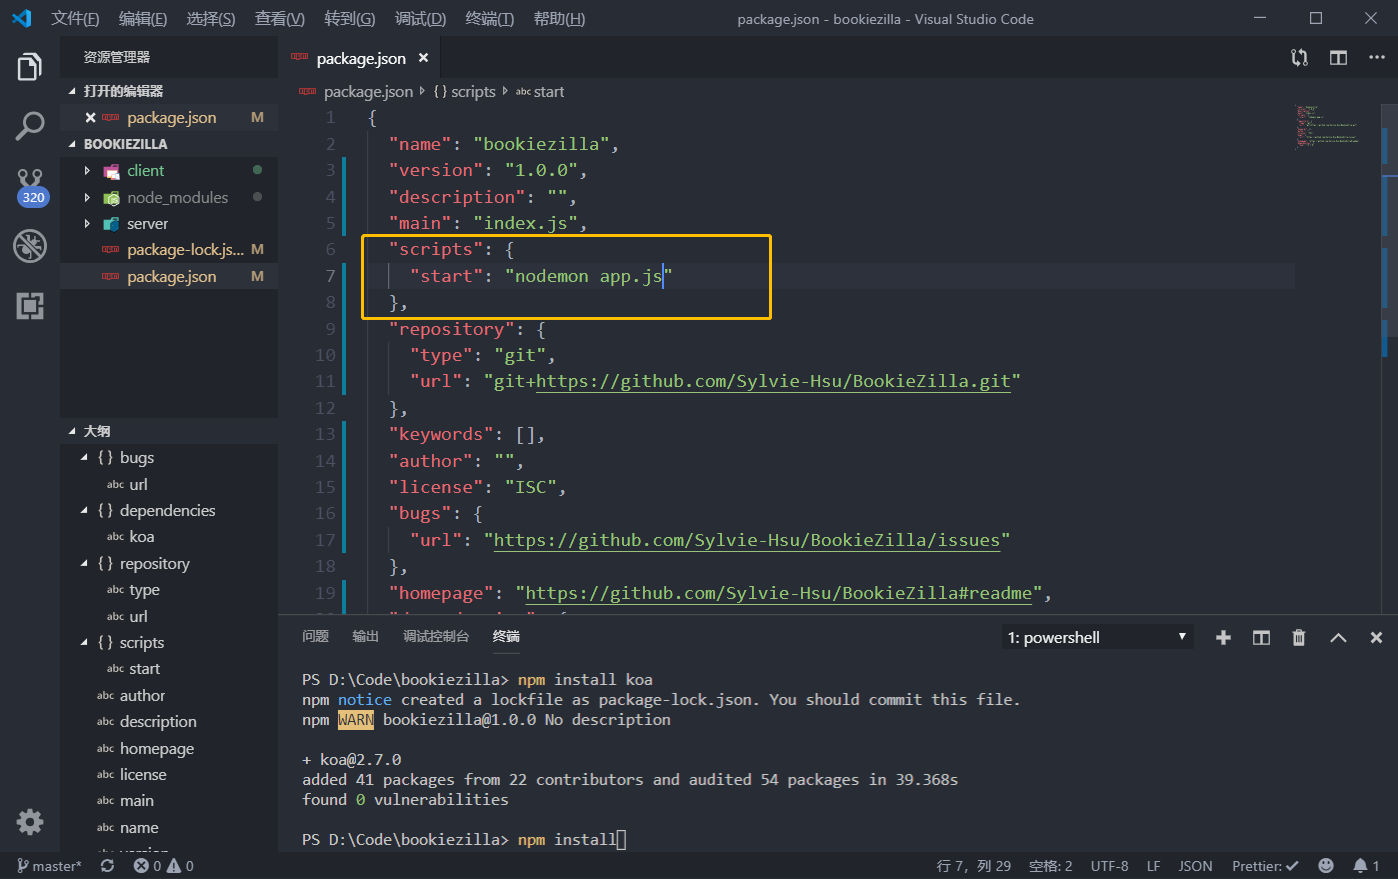 文件(F) 编辑(E) 选择(S) 查看(V) 转到(G) 调试(D) 终端(T) 帮助(H) package.json - bookiezilla - Visual Studio Code
资源管理器
打开的编辑器
package.json M
BOOKIEZILLA
client
node_modules
server
package-lock.js... M
package.json M
320
大纲
{ } bugs
abc url
{ } dependencies
abc koa
{ } repository
abc type
abc url
{ } scripts
abc start
abc author
abc description
abc homepage
abc license
abc main
abc name
package.json
package.json { } scripts abc start
1 {
2 "name": "bookiezilla",
3 "version": "1.0.0",
4 "description": "",
5 "main": "index.js",
6 "scripts": {
7 "start": "nodemon app.js"
8 },
9 "repository": {
10 "type": "git",
11 "url": "git+https://github.com/Sylvie-Hsu/BookieZilla.git"
12 },
13 "keywords": [],
14 "author": "",
15 "license": "ISC",
16 "bugs": {
17 "url": "https://github.com/Sylvie-Hsu/BookieZilla/issues"
18 },
19 "homepage": "https://github.com/Sylvie-Hsu/BookieZilla#readme",
问题 输出 调试控制台 终端 1: powershell
PS D:\Code\bookiezilla> npm install koa
npm notice created a lockfile as package-lock.json. You should commit this file.
npm WARN bookiezilla@1.0.0 No description
+ koa@2.7.0
added 41 packages from 22 contributors and audited 54 packages in 39.368s
found 0 vulnerabilities
PS D:\Code\bookiezilla> npm install
master* 0 0 行 7，列 29 空格: 2 UTF-8 LF JSON Prettier: ✓ 1